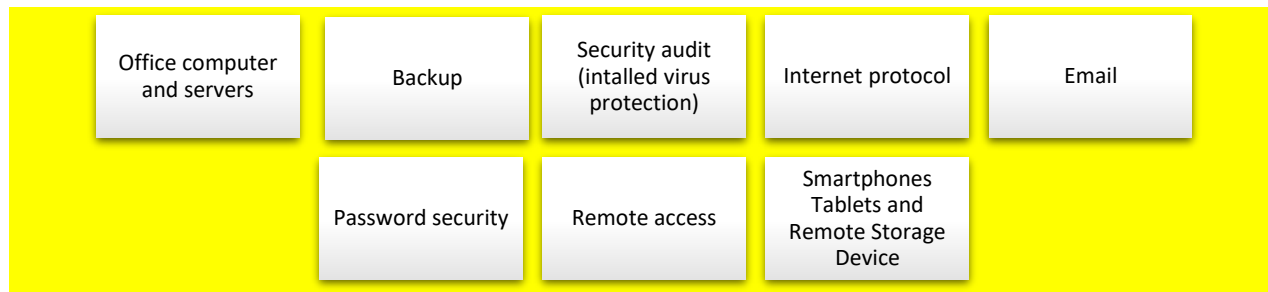 Office computer
and servers
Backup
Security audit
(intalled virus
protection)
Internet protocol
Email
Password security
Remote access
Smartphones
Tablets and
Remote Storage
Device